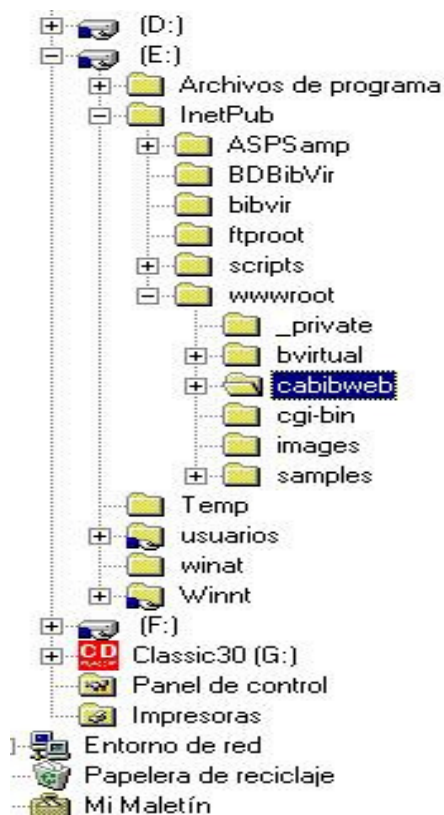 (D:)
(E:)
Archivos de programa
InetPub
ASPSamp
BDBibVir
bibvir
ftproot
scripts
wwwroot
_private
bvirtual
cabibweb
cgi-bin
images
samples
Temp
usuarios
winat
Winnt
(F:)
CD
Classic30 (G:)
Panel de control
Impresoras
Entorno de red
Papelera de reciclaje
Mi Maletín